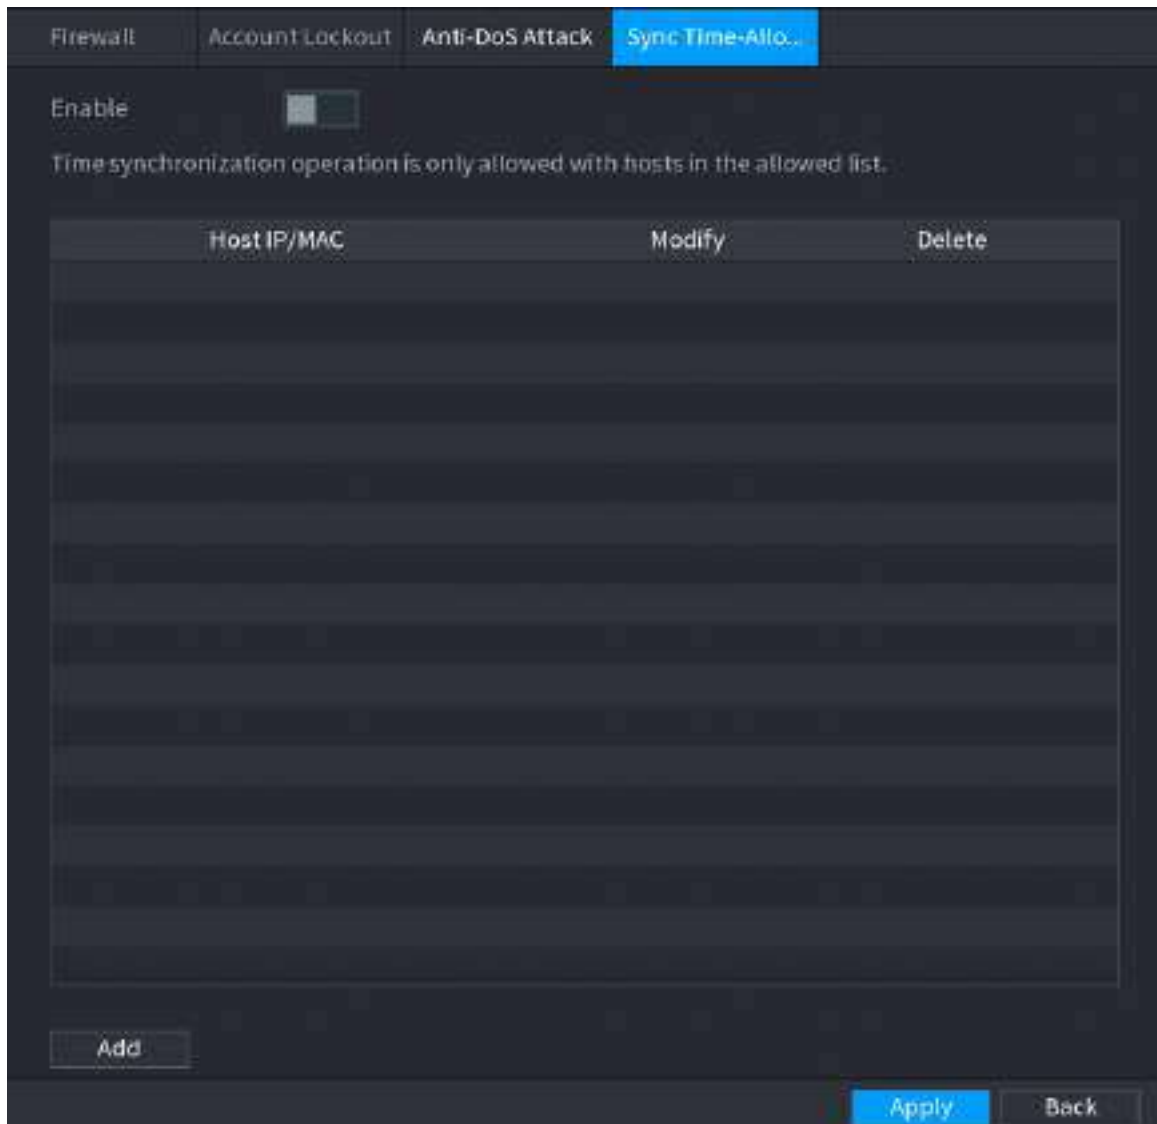 Firewall Account Lockout Anti-DoS Attack Sync Time-Allo...
Enable
Time synchronization operation is only allowed with hosts in the allowed list.
Host IP/MAC Modify Delete
Add
Apply Back